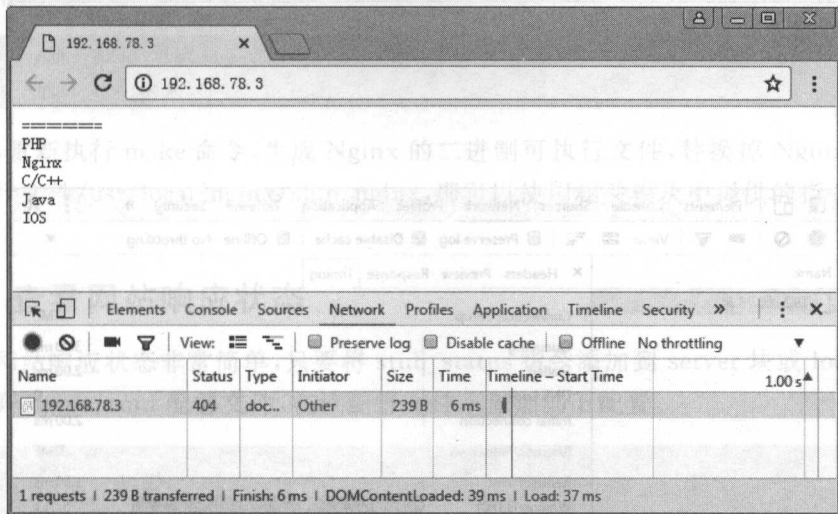 192.168.78.3
192.168.78.3
========
PHP
Nginx
C/C++
Java
IOS
Elements Console Sources Network Profiles Application Timeline Security »
View: Preserve log Disable cache Offline No throttling
Name Status Type Initiator Size Time Timeline – Start Time 1.00 s
192.168.78.3 404 doc... Other 239 B 6 ms
1 requests | 239 B transferred | Finish: 6 ms | DOMContentLoaded: 39 ms | Load: 37 ms